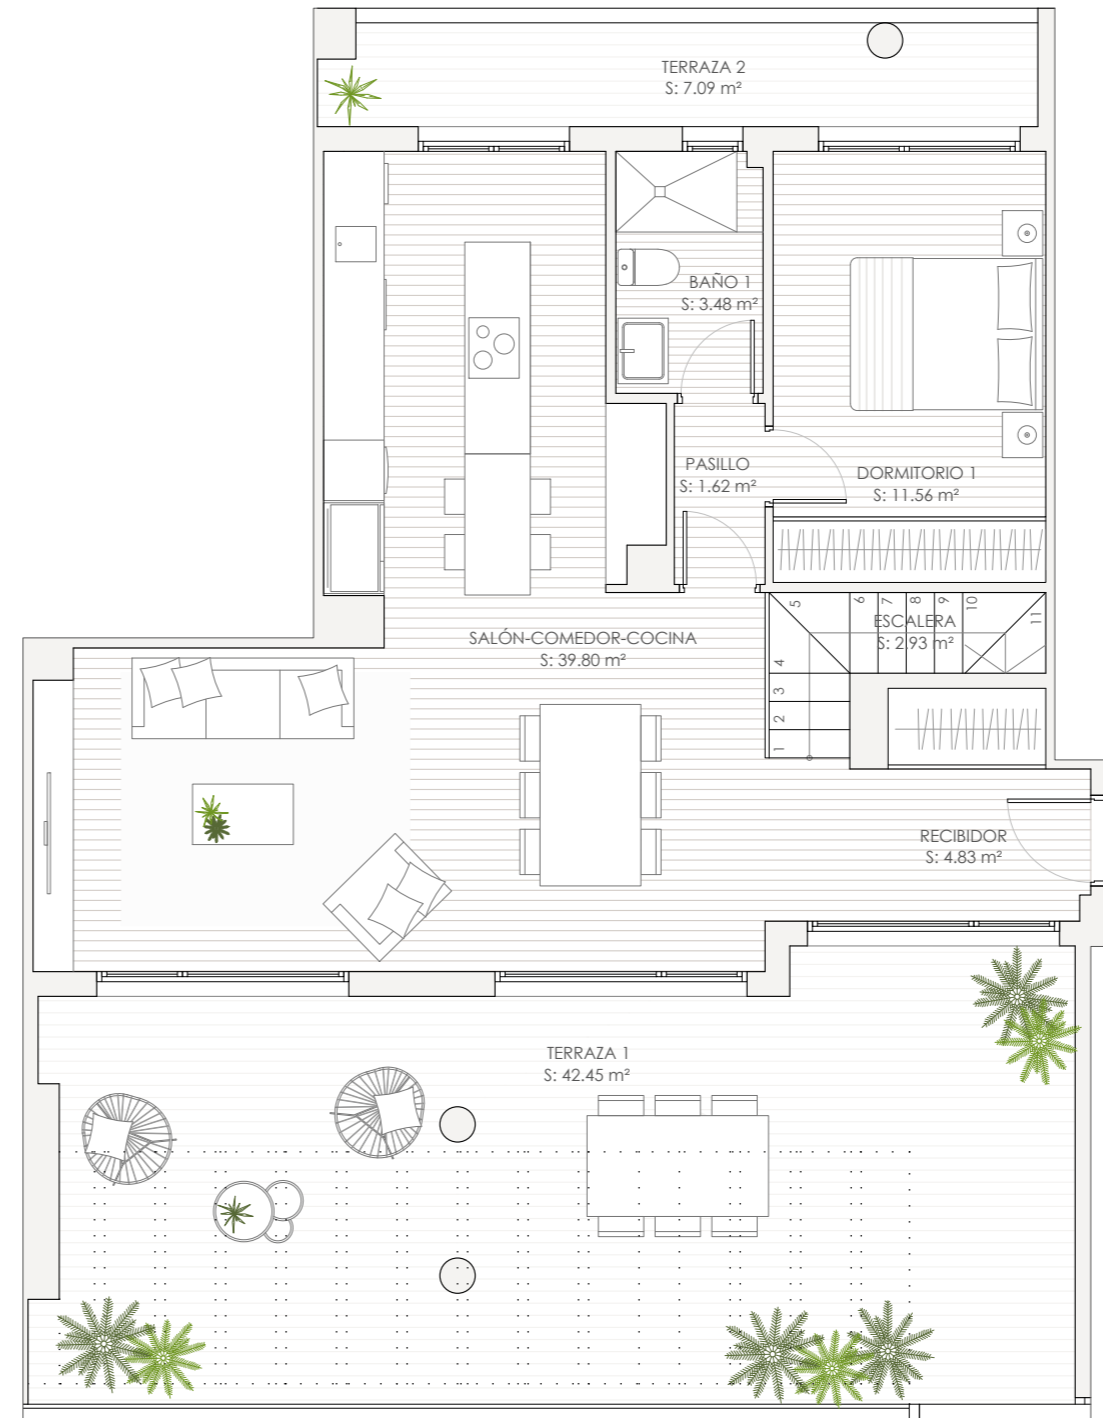 TERRAZA 2
S: 7.09 m²
BAÑO 1
S: 3.48 m²
PASILLO
S: 1.62 m²
DORMITORIO 1
S: 11.56 m²
5
6
7
8
9
10
11
ESCALERA
S: 2.93 m²
4
3
2
1
SALÓN-COMEDOR-COCINA
S: 39.80 m²
RECIBIDOR
S: 4.83 m²
TERRAZA 1
S: 42.45 m²